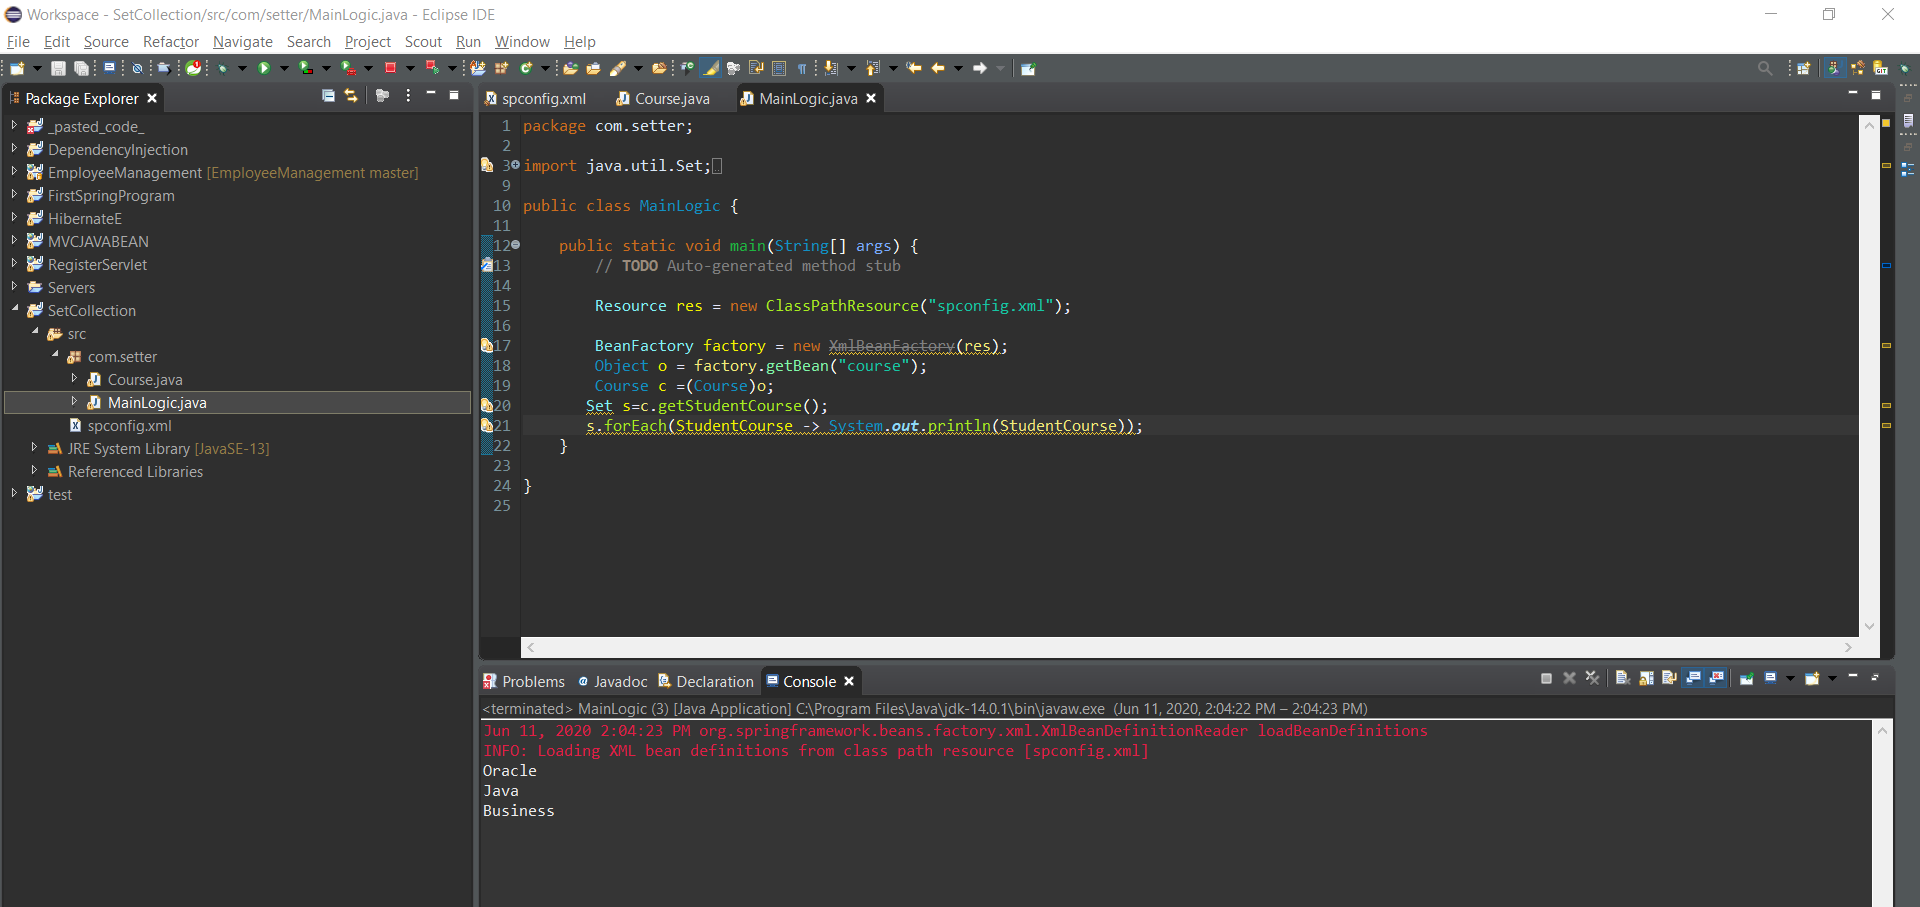 Workspace - SetCollection/src/com/setter/MainLogic.java - Eclipse IDE
File Edit Source Refactor Navigate Search Project Scout Run Window Help
Package Explorer
_pasted_code_
DependencyInjection
EmployeeManagement [EmployeeManagement master]
FirstSpringProgram
HibernateE
MVCJAVABEAN
RegisterServlet
Servers
SetCollection
src
com.setter
Course.java
MainLogic.java
spconfig.xml
JRE System Library [JavaSE-13]
Referenced Libraries
test
spconfig.xml Course.java MainLogic.java
1 package com.setter;
2
3 import java.util.Set;
9
10 public class MainLogic {
11
12 public static void main(String[] args) {
13 // TODO Auto-generated method stub
14
15 Resource res = new ClassPathResource("spconfig.xml");
16
17 BeanFactory factory = new XmlBeanFactory(res);
18 Object o = factory.getBean("course");
19 Course c =(Course)o;
20 Set s=c.getStudentCourse();
21 s.forEach(StudentCourse -> System.out.println(StudentCourse));
22 }
23
24 }
25
Problems Javadoc Declaration Console
<terminated> MainLogic (3) [Java Application] C:\Program Files\Java\jdk-14.0.1\bin\javaw.exe (Jun 11, 2020, 2:04:22 PM – 2:04:23 PM)
Jun 11, 2020 2:04:23 PM org.springframework.beans.factory.xml.XmlBeanDefinitionReader loadBeanDefinitions
INFO: Loading XML bean definitions from class path resource [spconfig.xml]
Oracle
Java
Business